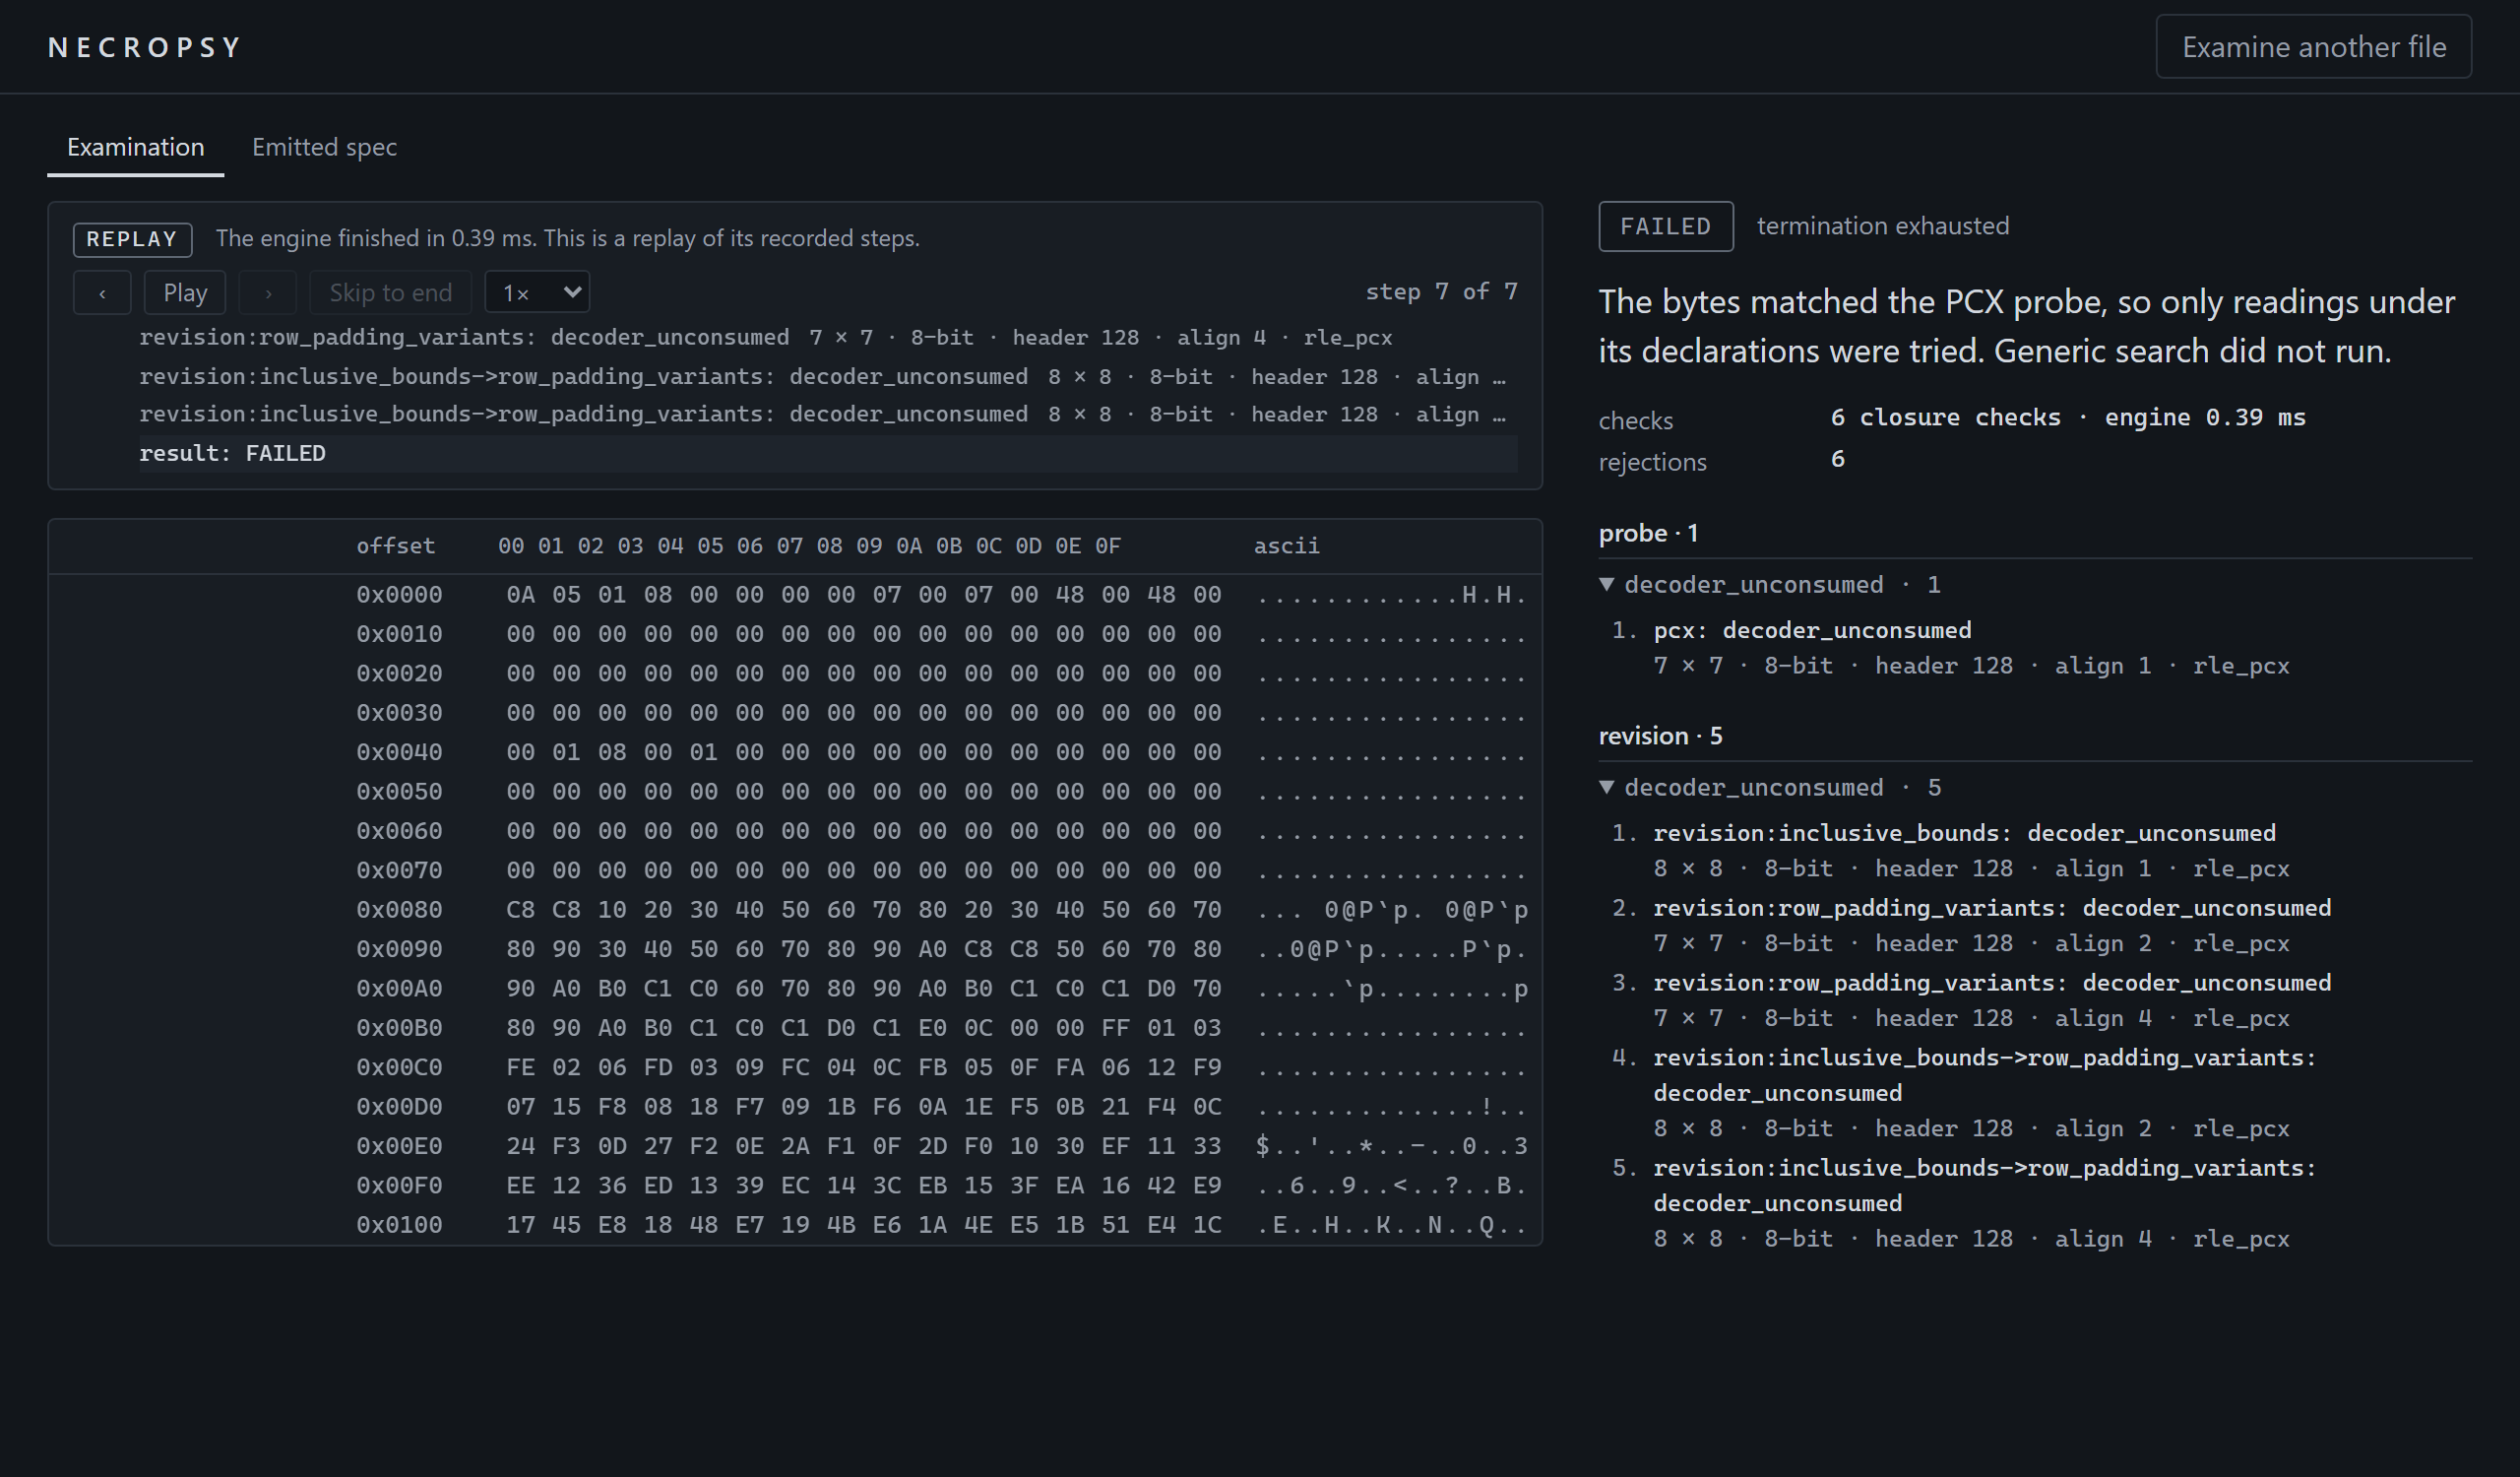 NECROPSY
Examine another file
Examination
Emitted spec
REPLAY The engine finished in 0.39 ms. This is a replay of its recorded steps.
‹ Play › Skip to end 1× step 7 of 7
revision:row_padding_variants: decoder_unconsumed 7 × 7 · 8-bit · header 128 · align 4 · rle_pcx
revision:inclusive_bounds->row_padding_variants: decoder_unconsumed 8 × 8 · 8-bit · header 128 · align …
revision:inclusive_bounds->row_padding_variants: decoder_unconsumed 8 × 8 · 8-bit · header 128 · align …
result: FAILED
offset 00 01 02 03 04 05 06 07 08 09 0A 0B 0C 0D 0E 0F ascii
0x0000 0A 05 01 08 00 00 00 00 07 00 07 00 48 00 48 00 ............H.H.
0x0010 00 00 00 00 00 00 00 00 00 00 00 00 00 00 00 00 ................
0x0020 00 00 00 00 00 00 00 00 00 00 00 00 00 00 00 00 ................
0x0030 00 00 00 00 00 00 00 00 00 00 00 00 00 00 00 00 ................
0x0040 00 01 08 00 01 00 00 00 00 00 00 00 00 00 00 00 ................
0x0050 00 00 00 00 00 00 00 00 00 00 00 00 00 00 00 00 ................
0x0060 00 00 00 00 00 00 00 00 00 00 00 00 00 00 00 00 ................
0x0070 00 00 00 00 00 00 00 00 00 00 00 00 00 00 00 00 ................
0x0080 C8 C8 10 20 30 40 50 60 70 80 20 30 40 50 60 70 ... 0@P`p. 0@P`p
0x0090 80 90 30 40 50 60 70 80 90 A0 C8 C8 50 60 70 80 ..0@P`p.....P`p.
0x00A0 90 A0 B0 C1 C0 60 70 80 90 A0 B0 C1 C0 C1 D0 70 .....`p........p
0x00B0 80 90 A0 B0 C1 C0 C1 D0 C1 E0 0C 00 00 FF 01 03 ................
0x00C0 FE 02 06 FD 03 09 FC 04 0C FB 05 0F FA 06 12 F9 ................
0x00D0 07 15 F8 08 18 F7 09 1B F6 0A 1E F5 0B 21 F4 0C .............!..
0x00E0 24 F3 0D 27 F2 0E 2A F1 0F 2D F0 10 30 EF 11 33 $..'..*..-..0..3
0x00F0 EE 12 36 ED 13 39 EC 14 3C EB 15 3F EA 16 42 E9 ..6..9..<..?..B.
0x0100 17 45 E8 18 48 E7 19 4B E6 1A 4E E5 1B 51 E4 1C .E..H..K..N..Q..
FAILED termination exhausted
The bytes matched the PCX probe, so only readings under
its declarations were tried. Generic search did not run.
checks 6 closure checks · engine 0.39 ms
rejections 6
probe · 1
▼ decoder_unconsumed · 1
1. pcx: decoder_unconsumed
7 × 7 · 8-bit · header 128 · align 1 · rle_pcx
revision · 5
▼ decoder_unconsumed · 5
1. revision:inclusive_bounds: decoder_unconsumed
8 × 8 · 8-bit · header 128 · align 1 · rle_pcx
2. revision:row_padding_variants: decoder_unconsumed
7 × 7 · 8-bit · header 128 · align 2 · rle_pcx
3. revision:row_padding_variants: decoder_unconsumed
7 × 7 · 8-bit · header 128 · align 4 · rle_pcx
4. revision:inclusive_bounds->row_padding_variants:
decoder_unconsumed
8 × 8 · 8-bit · header 128 · align 2 · rle_pcx
5. revision:inclusive_bounds->row_padding_variants:
decoder_unconsumed
8 × 8 · 8-bit · header 128 · align 4 · rle_pcx